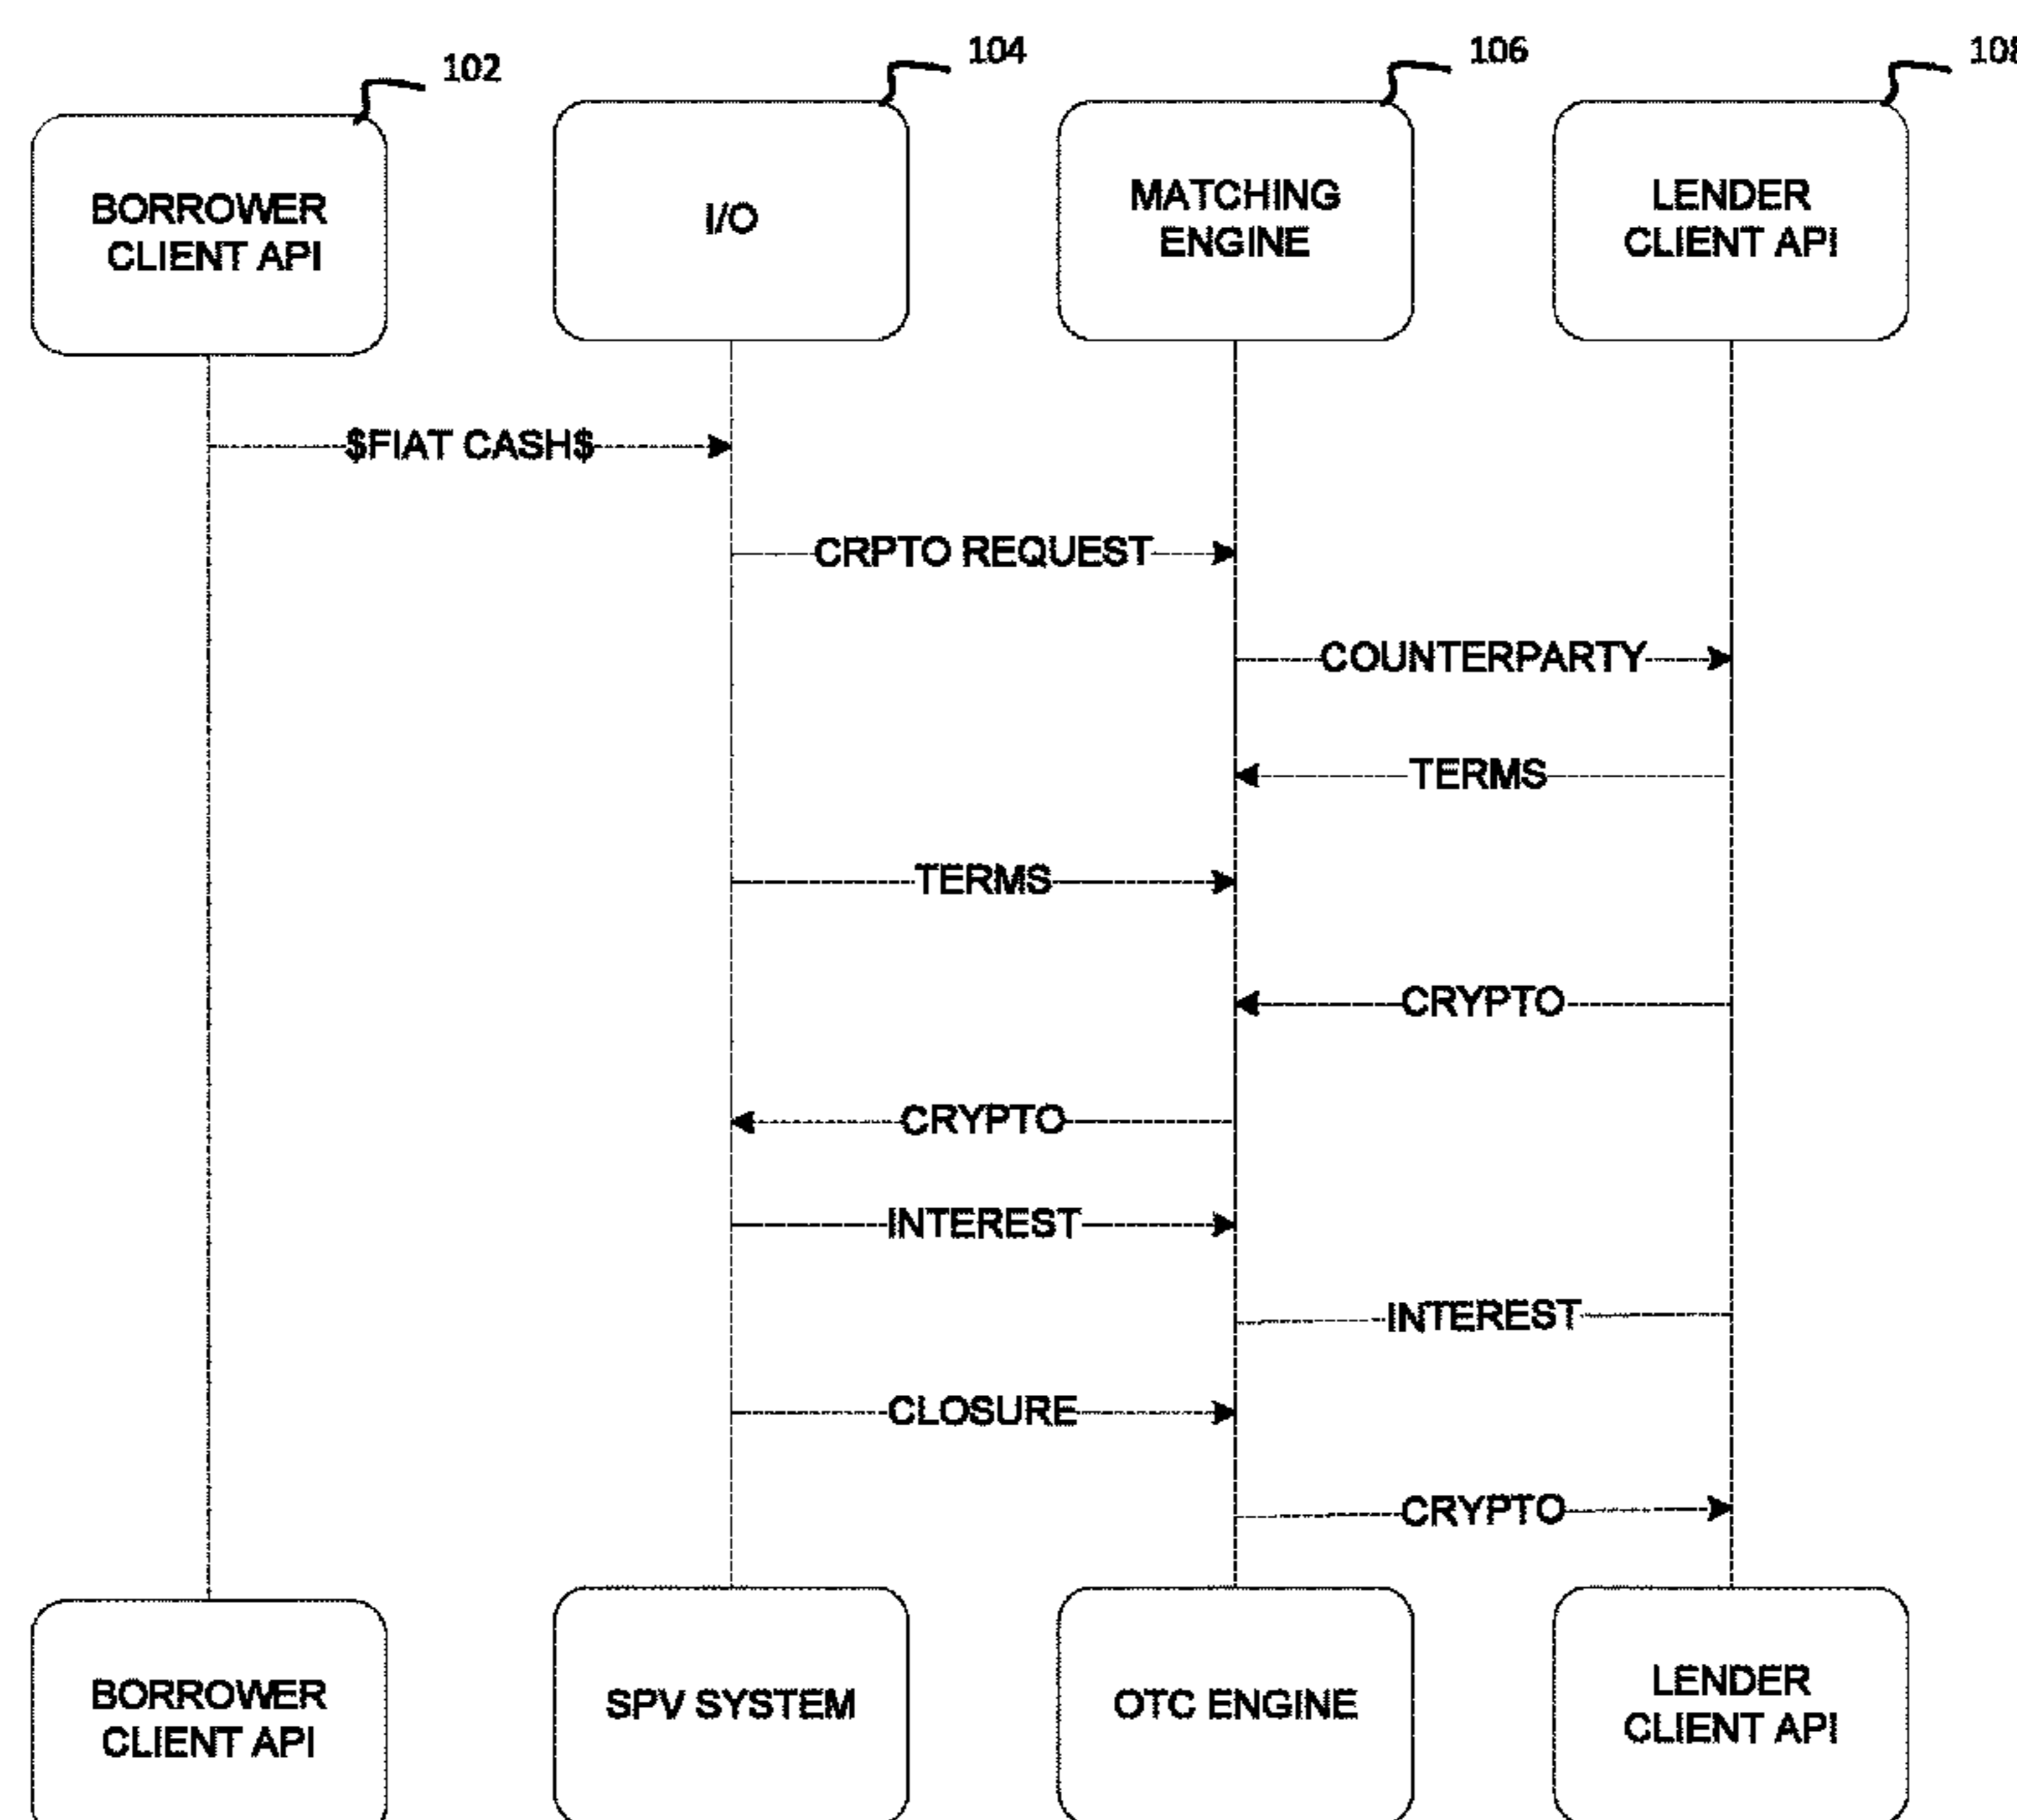 102
104
106
108
BORROWER
CLIENT API
I/O
MATCHING
ENGINE
LENDER
CLIENT API
$FIAT CASH$
CRPTO REQUEST
COUNTERPARTY
TERMS
TERMS
CRYPTO
CRYPTO
INTEREST
INTEREST
CLOSURE
CRYPTO
BORROWER
CLIENT API
SPV SYSTEM
OTC ENGINE
LENDER
CLIENT API